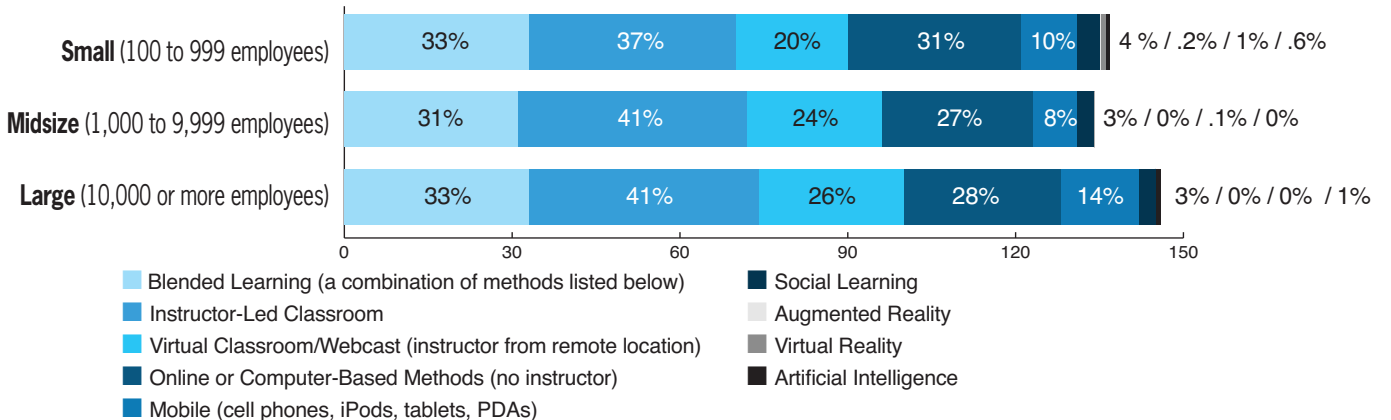 Small (100 to 999 employees) 33% 37% 20% 31% 10% 4 % / .2% / 1% / .6%
Midsize (1,000 to 9,999 employees) 31% 41% 24% 27% 8% 3% / 0% / .1% / 0%
Large (10,000 or more employees) 33% 41% 26% 28% 14% 3% / 0% / 0% / 1%
0 30 60 90 120 150
Blended Learning (a combination of methods listed below)
Instructor-Led Classroom
Virtual Classroom/Webcast (instructor from remote location)
Online or Computer-Based Methods (no instructor)
Mobile (cell phones, iPods, tablets, PDAs)
Social Learning
Augmented Reality
Virtual Reality
Artificial Intelligence